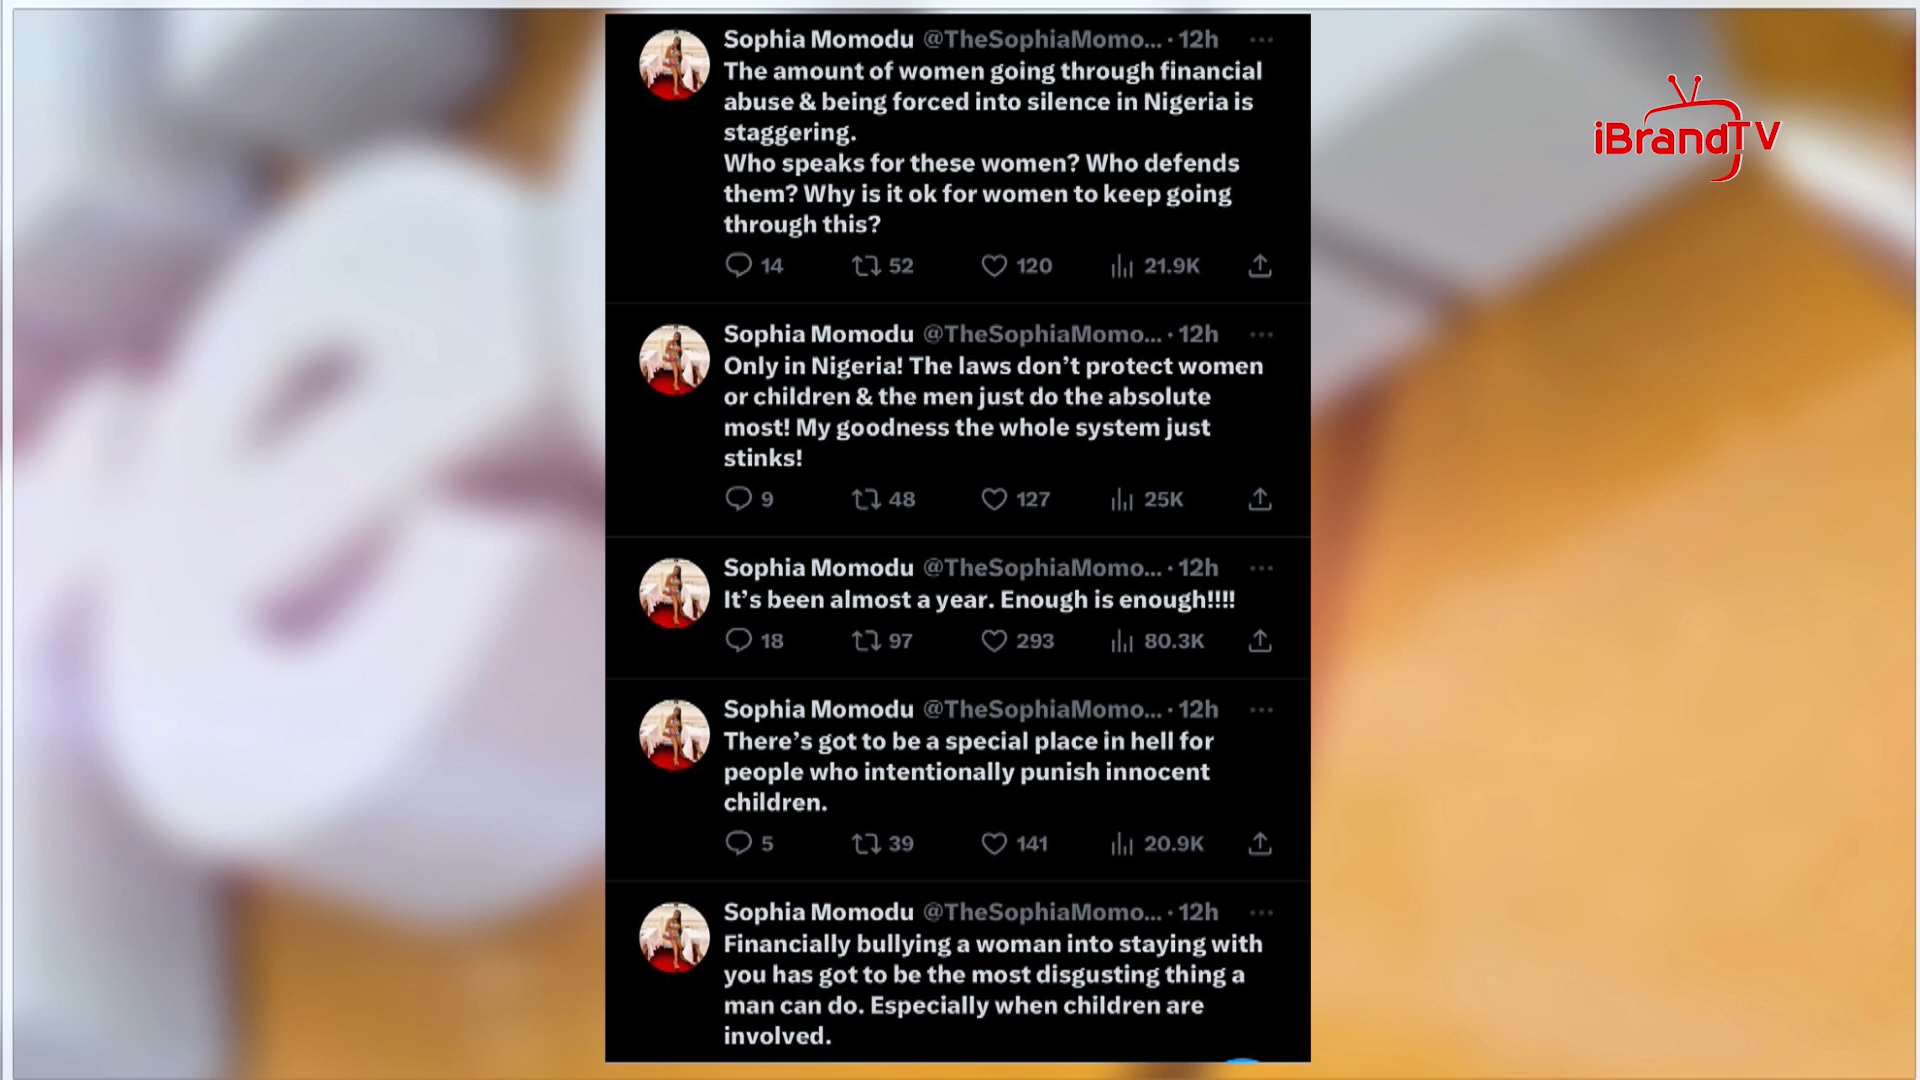 Sophia Momodu @TheSophiaMomo... · 12h
The amount of women going through financial
abuse & being forced into silence in Nigeria is
staggering.
Who speaks for these women? Who defends
them? Why is it ok for women to keep going
through this?
14 52 120 21.9K
Sophia Momodu @TheSophiaMomo... · 12h
Only in Nigeria! The laws don’t protect women
or children & the men just do the absolute
most! My goodness the whole system just
stinks!
9 48 127 25K
Sophia Momodu @TheSophiaMomo... · 12h
It’s been almost a year. Enough is enough!!!!
18 97 293 80.3K
Sophia Momodu @TheSophiaMomo... · 12h
There’s got to be a special place in hell for
people who intentionally punish innocent
children.
5 39 141 20.9K
Sophia Momodu @TheSophiaMomo... · 12h
Financially bullying a woman into staying with
you has got to be the most disgusting thing a
man can do. Especially when children are
involved.
iBrandTV